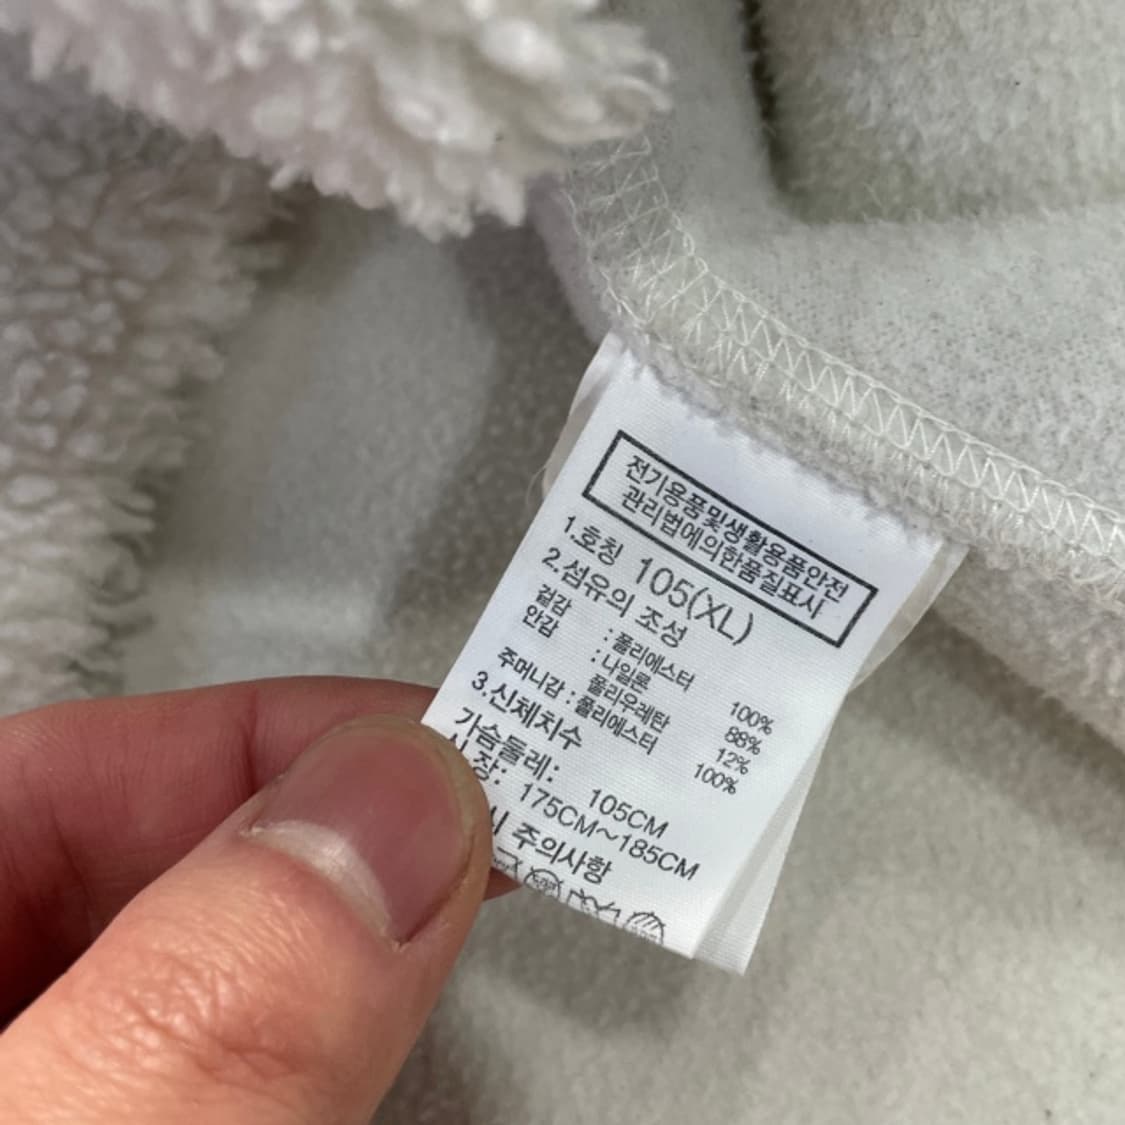 전기용품및생활용품안전
관리법에의한품질표시
1.호칭 105(XL)
2.섬유의 조성
겉감 : 폴리에스터 100%
안감 : 나일론 88%
폴리우레탄 12%
주머니감 : 폴리에스터 100%
3.신체치수
가슴둘레: 105CM
장: 175CM~185CM
주의사항